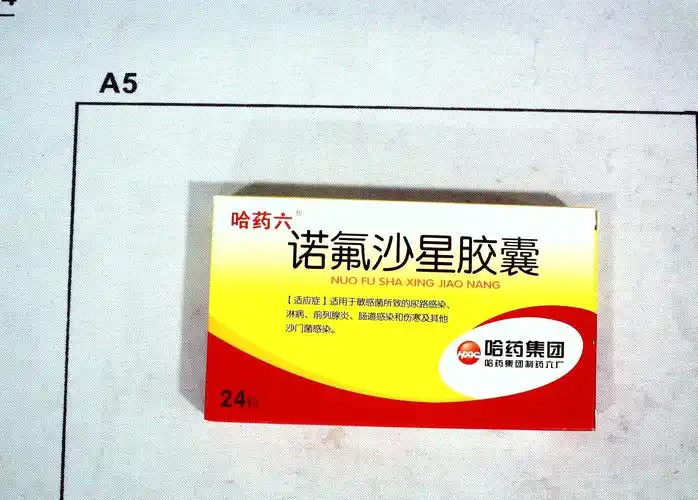 A5
哈药六®
诺氟沙星胶囊
NUO FU SHA XING JIAO NANG
【适应症】适用于敏感菌所致的尿路感染、
淋病、前列腺炎、肠道感染和伤寒及其他
沙门菌感染。
哈药集团
哈药集团制药六厂
24